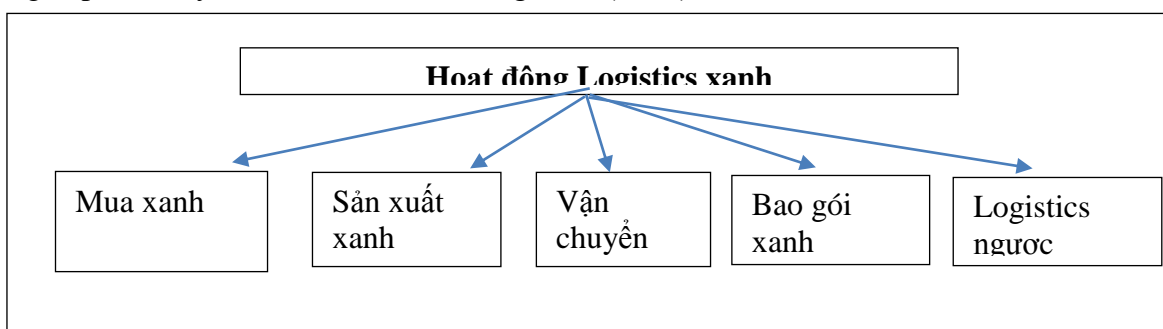 Hoạt động Logistics xanh
Mua xanh
Sản xuất
xanh
Vận
chuyển
Bao gói
xanh
Logistics
ngược